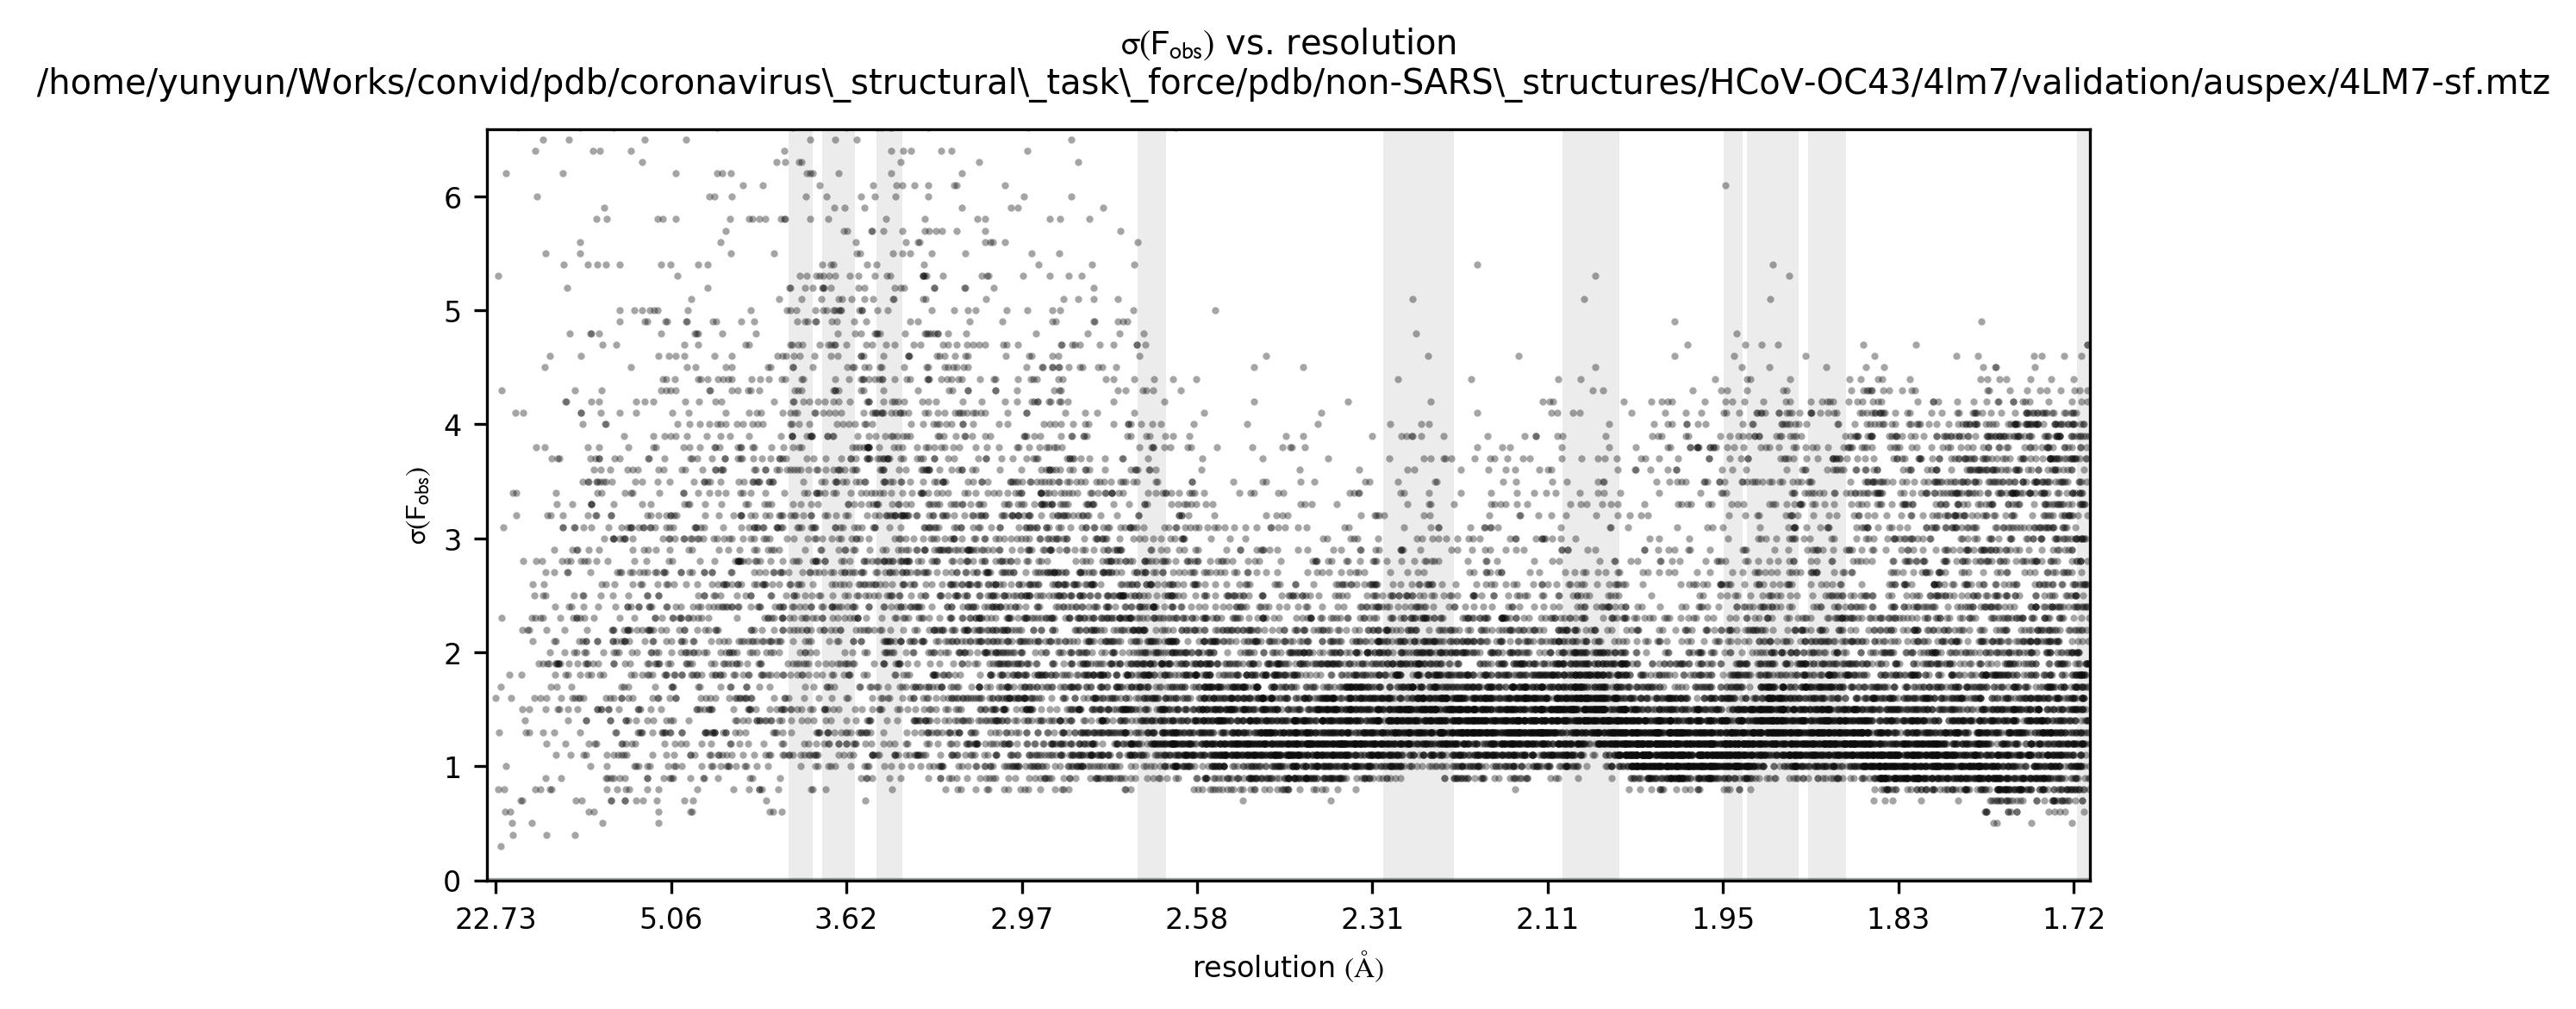 σ(Fobs) vs. resolution
/home/yunyun/Works/convid/pdb/coronavirus\_structural\_task\_force/pdb/non-SARS\_structures/HCoV-OC43/4lm7/validation/auspex/4LM7-sf.mtz
6
5
4
3
2
1
0
σ(Fobs)
22.73 5.06 3.62 2.97 2.58 2.31 2.11 1.95 1.83 1.72
resolution (Å)